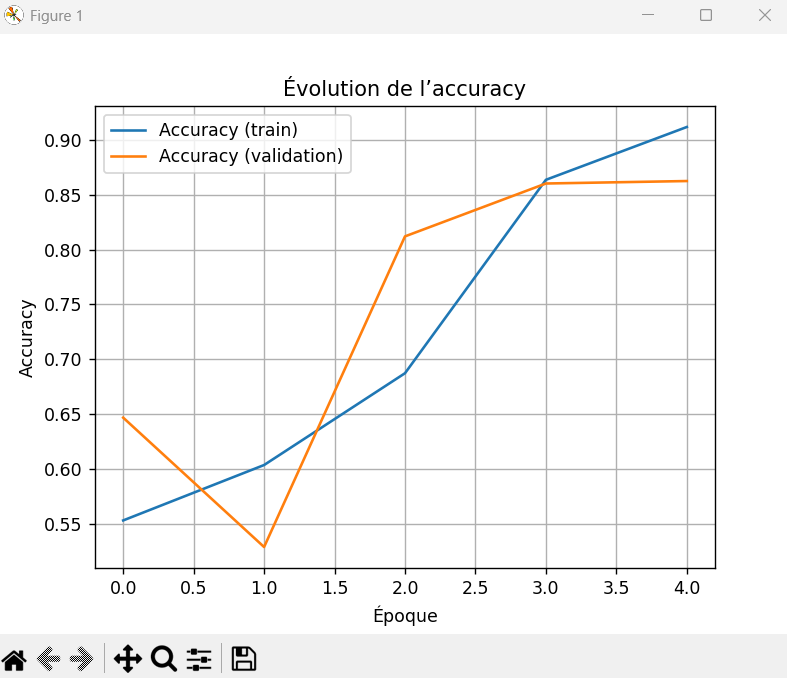 Figure 1
Évolution de l’accuracy
Accuracy (train)
Accuracy (validation)
0.90
0.85
0.80
0.75
0.70
0.65
0.60
0.55
Accuracy
0.0 0.5 1.0 1.5 2.0 2.5 3.0 3.5 4.0
Époque